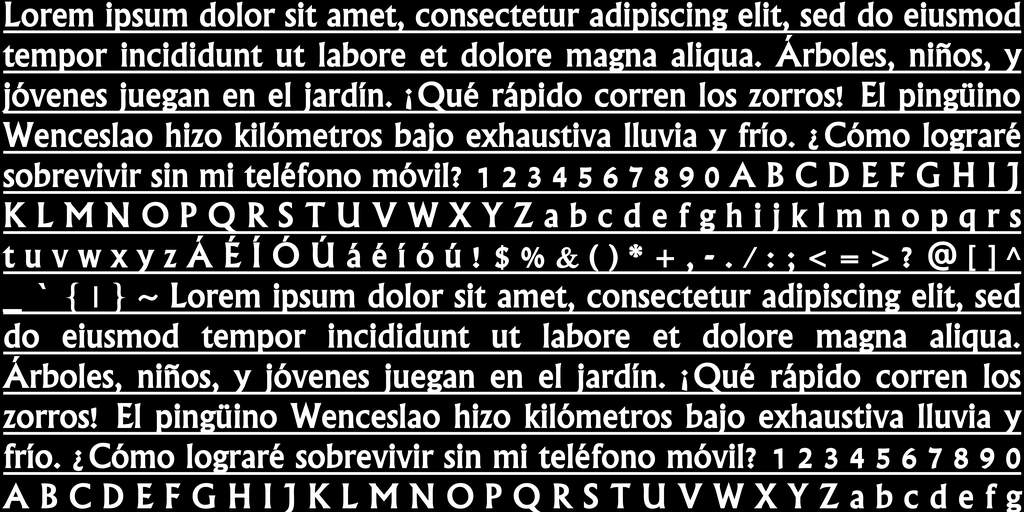 Lorem ipsum dolor sit amet, consectetur adipiscing elit, sed do eiusmod
tempor incididunt ut labore et dolore magna aliqua. Árboles, niños, y
jóvenes juegan en el jardín. ¡Qué rápido corren los zorros! El pingüino
Wenceslao hizo kilómetros bajo exhaustiva lluvia y frío. ¿Cómo lograré
sobrevivir sin mi teléfono móvil? 1 2 3 4 5 6 7 8 9 0 A B C D E F G H I J
K L M N O P Q R S T U V W X Y Z a b c d e f g h i j k l m n o p q r s
t u v w x y z Á É Í Ó Ú á é í ó ú ! $ % & ( ) * + , - . / : ; < = > ? @ [ ] ^
_ ` { | } ~ Lorem ipsum dolor sit amet, consectetur adipiscing elit, sed
do eiusmod tempor incididunt ut labore et dolore magna aliqua.
Árboles, niños, y jóvenes juegan en el jardín. ¡Qué rápido corren los
zorros! El pingüino Wenceslao hizo kilómetros bajo exhaustiva lluvia y
frío. ¿Cómo lograré sobrevivir sin mi teléfono móvil? 1 2 3 4 5 6 7 8 9 0
A B C D E F G H I J K L M N O P Q R S T U V W X Y Z a b c d e f g